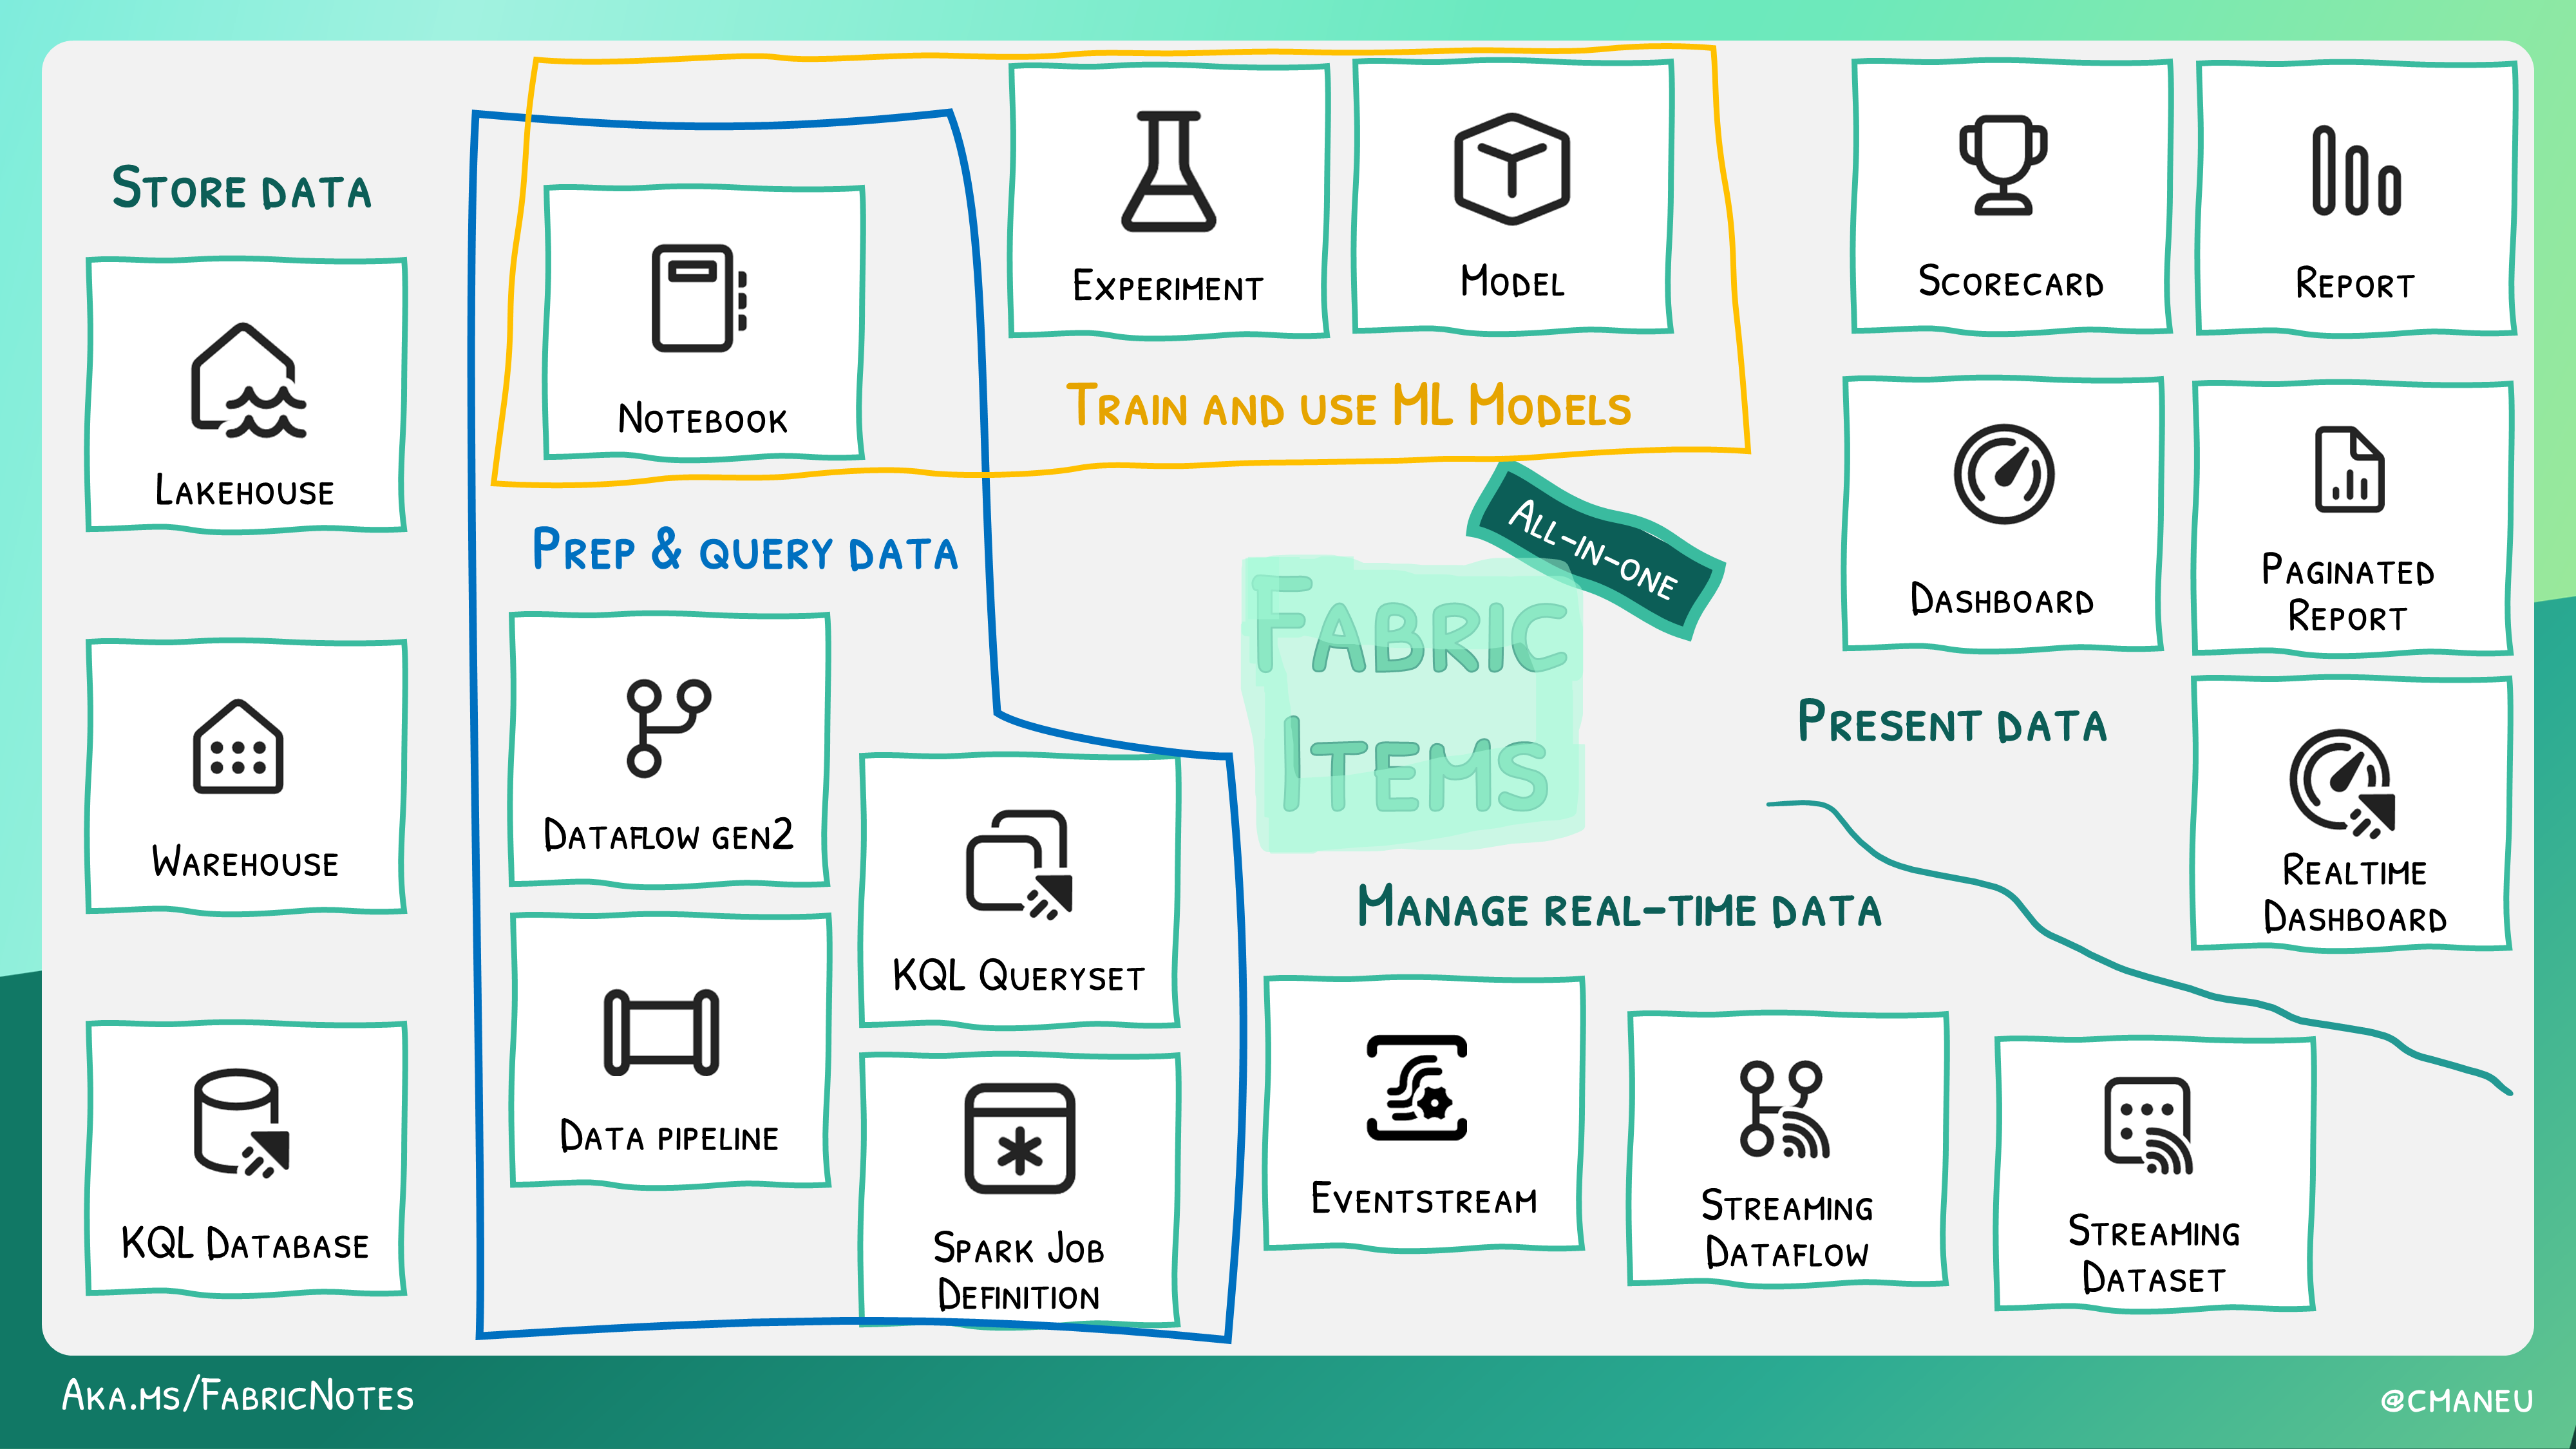 Store data
Lakehouse
Warehouse
KQL Database
Notebook
Prep & query data
Dataflow gen2
Data pipeline
KQL Queryset
Spark Job
Definition
Experiment
Model
Train and use ML Models
All-in-one
Fabric
Items
Scorecard
Report
Dashboard
Paginated
Report
Present data
Realtime
Dashboard
Manage real-time data
Eventstream
Streaming
Dataflow
Streaming
Dataset
Aka.ms/FabricNotes
@cmaneu